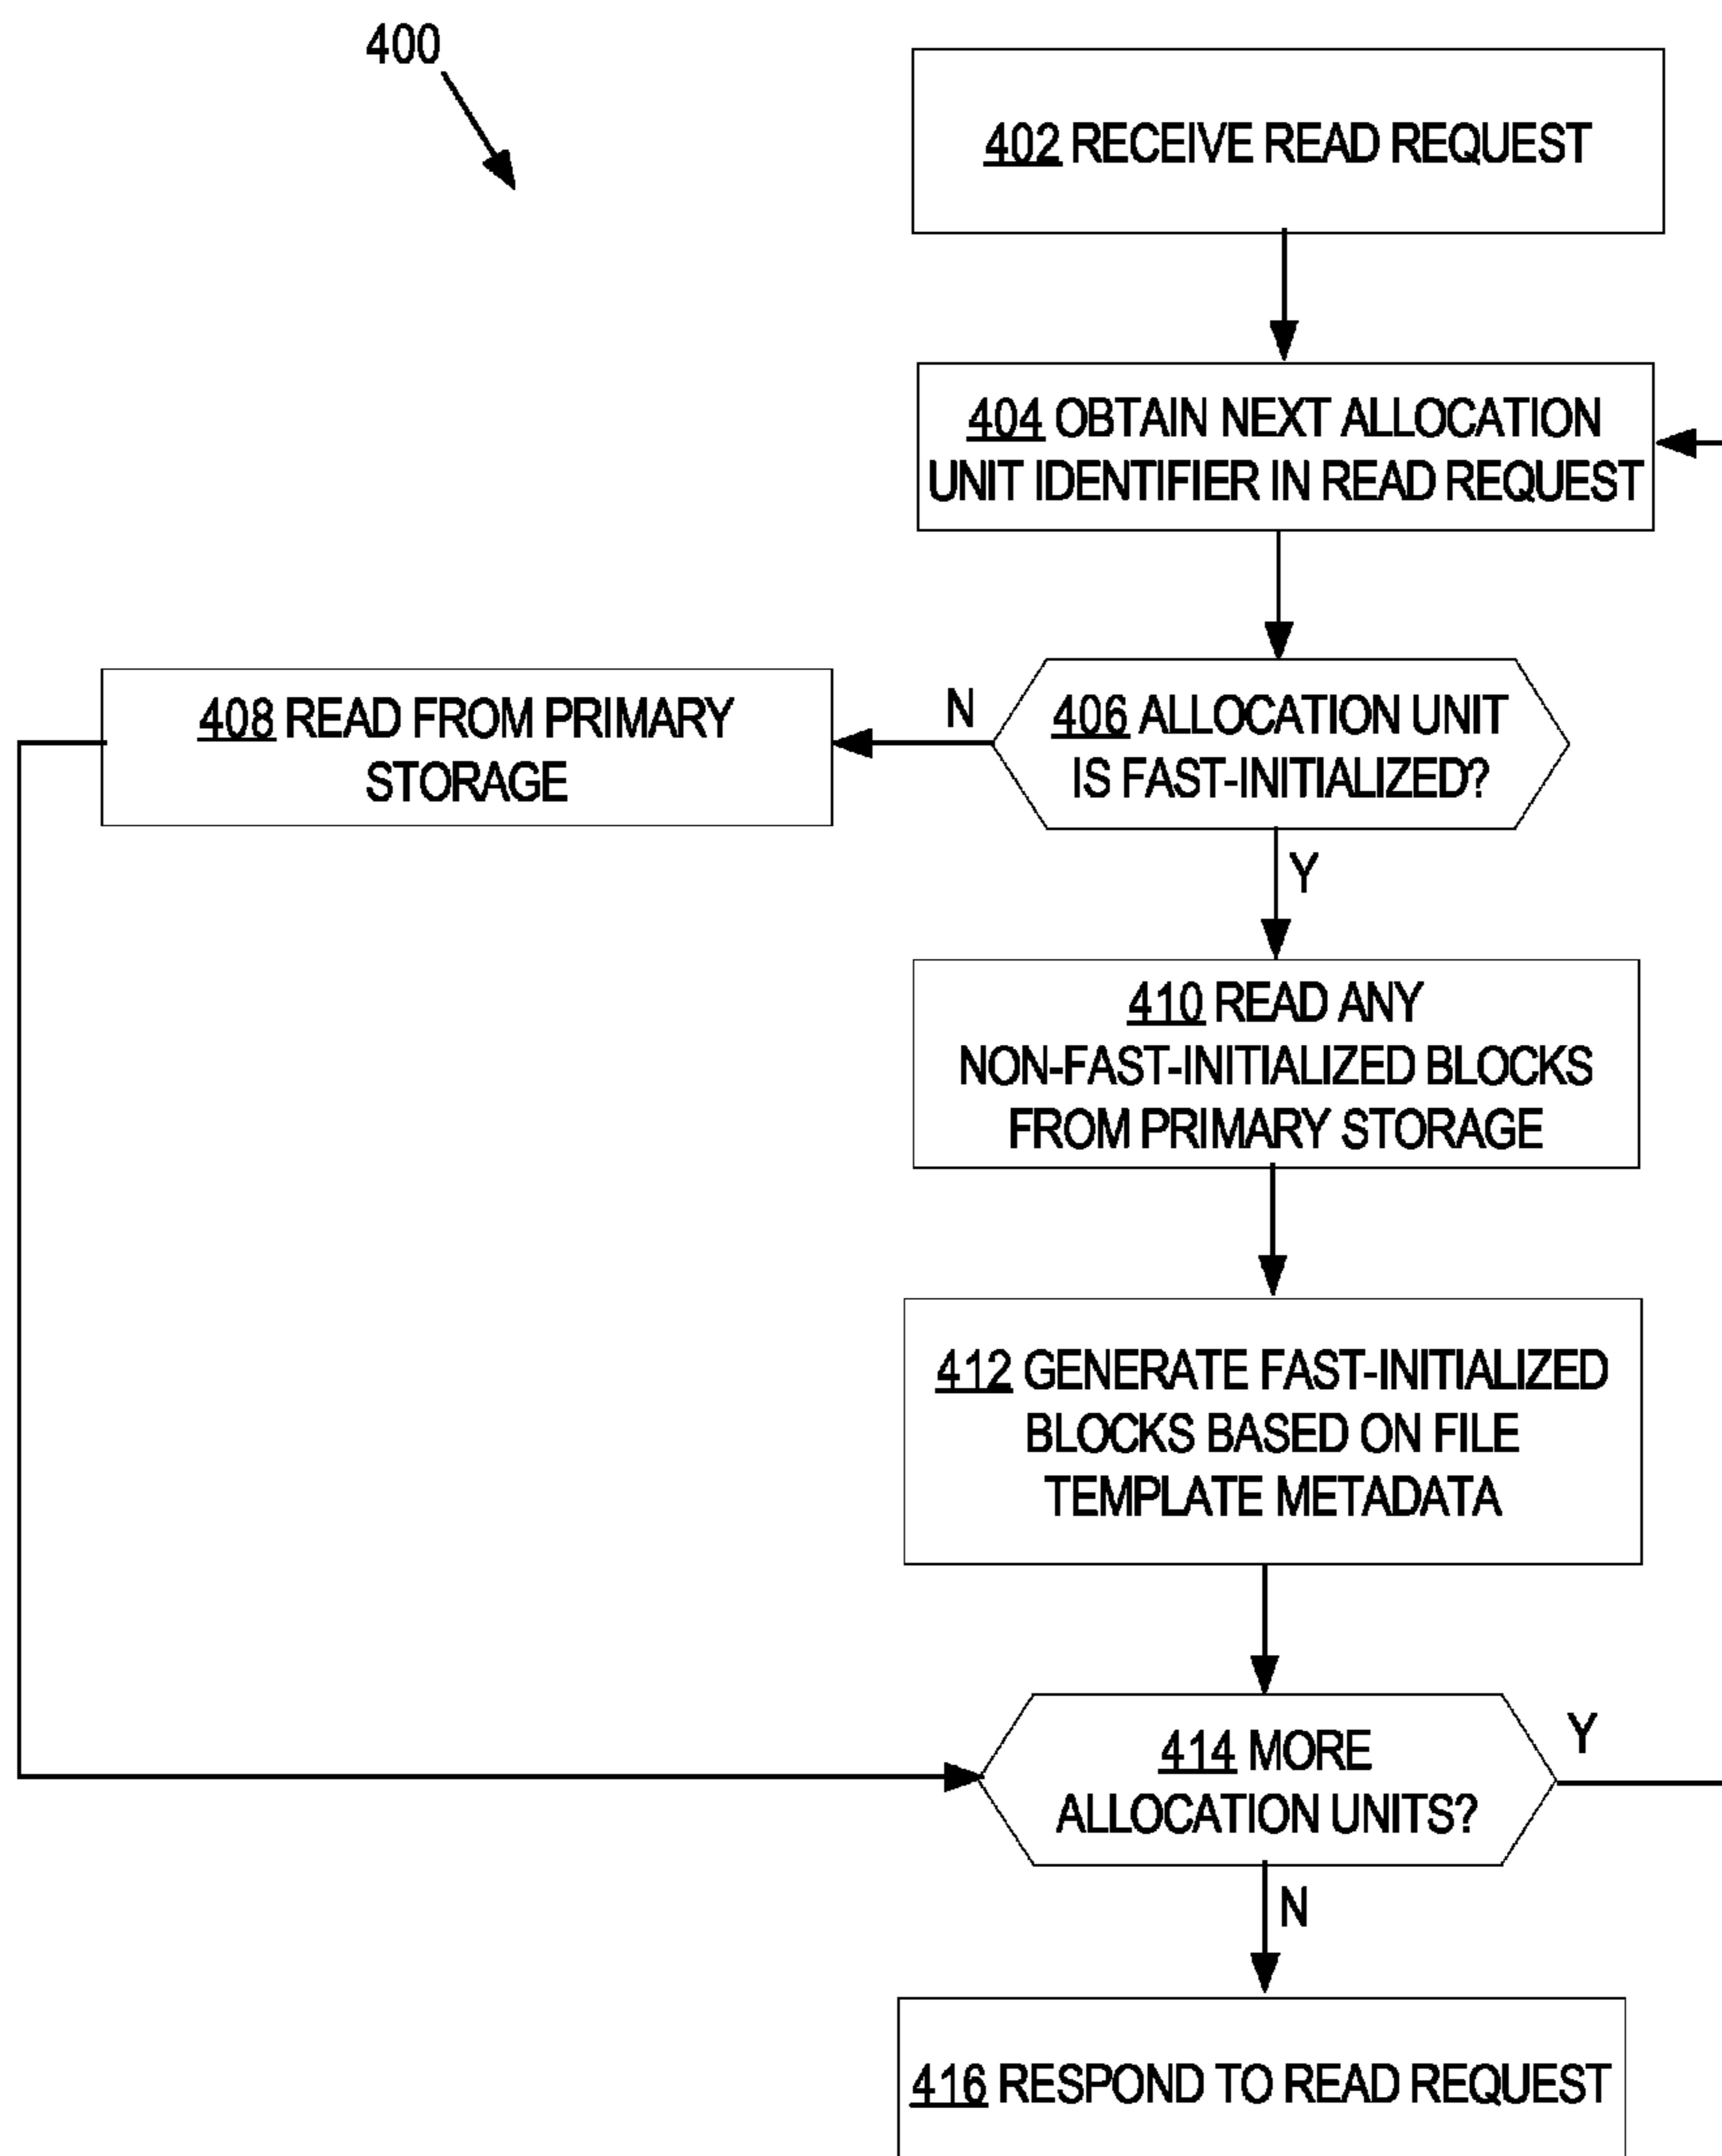 400
402 RECEIVE READ REQUEST
404 OBTAIN NEXT ALLOCATION
UNIT IDENTIFIER IN READ REQUEST
408 READ FROM PRIMARY
STORAGE
N
406 ALLOCATION UNIT
IS FAST-INITIALIZED?
Y
410 READ ANY
NON-FAST-INITIALIZED BLOCKS
FROM PRIMARY STORAGE
412 GENERATE FAST-INITIALIZED
BLOCKS BASED ON FILE
TEMPLATE METADATA
414 MORE
ALLOCATION UNITS?
Y
N
416 RESPOND TO READ REQUEST